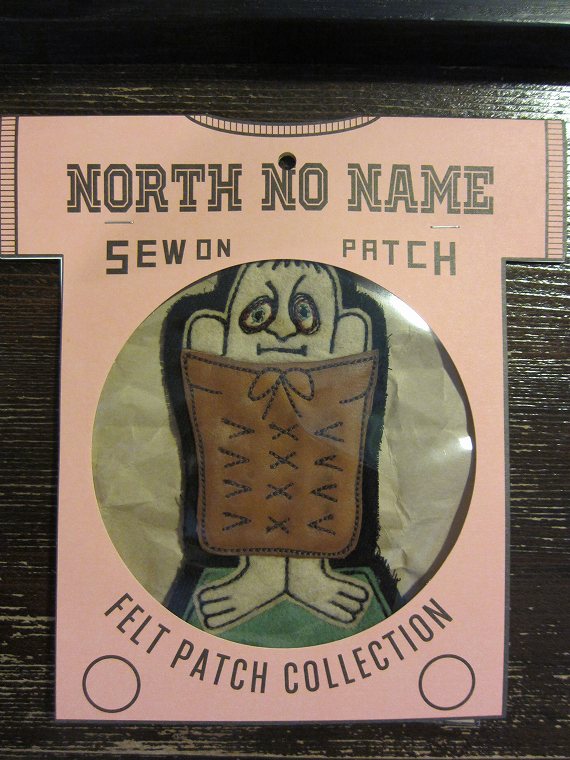 NORTH NO NAME
SEW ON PATCH
FELT PATCH COLLECTION